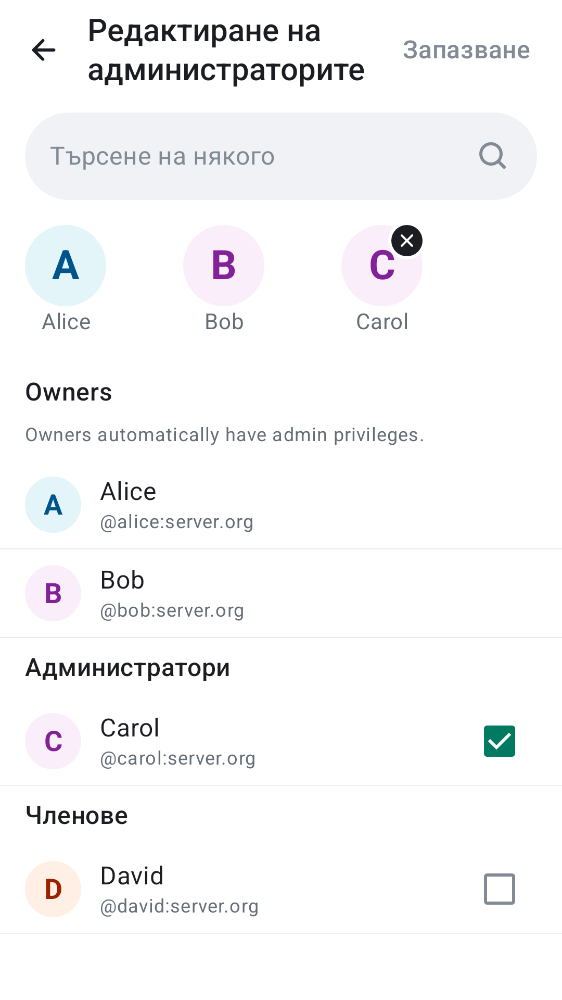 Редактиране на
администраторите
Запазване
Търсене на някого
A
B
C
Alice
Bob
Carol
Owners
Owners automatically have admin privileges.
A
Alice
@alice:server.org
B
Bob
@bob:server.org
Администратори
C
Carol
@carol:server.org
Членове
D
David
@david:server.org